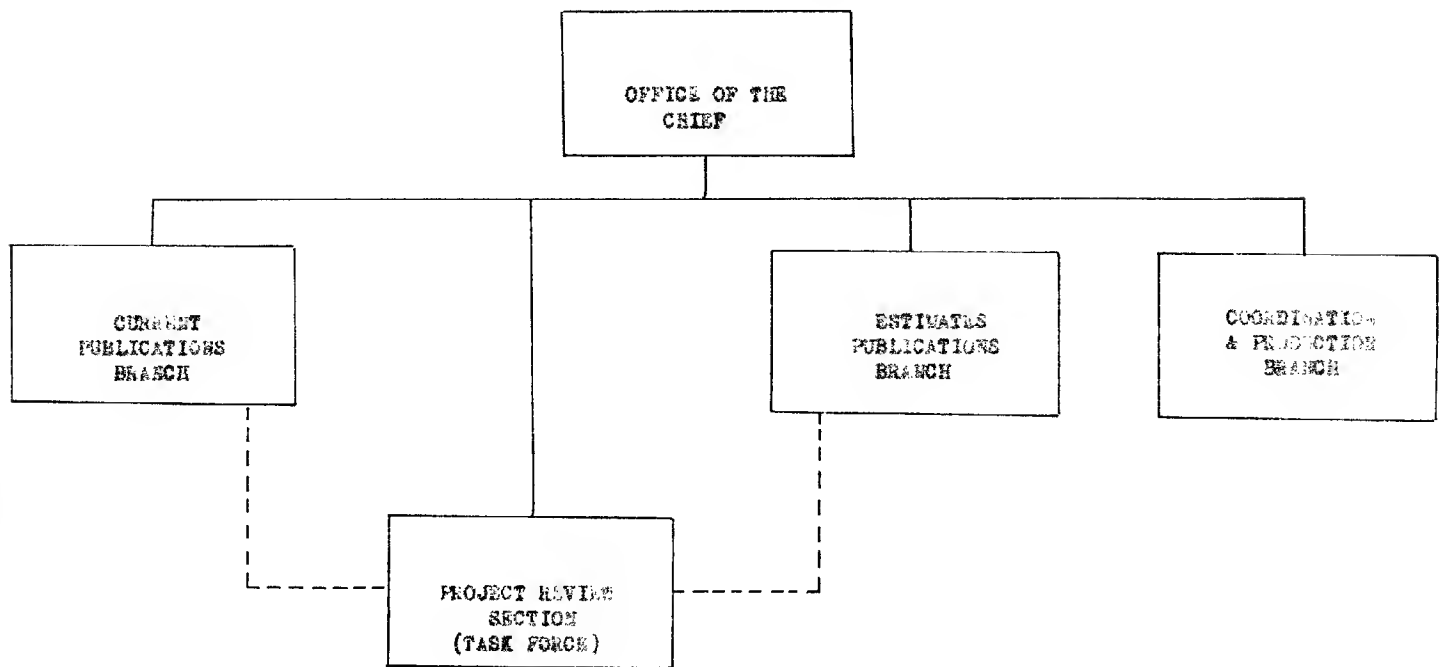 OFFICE OF THE
CHIEF
CURRENT
PUBLICATIONS
BRANCH
ESTIMATES
PUBLICATIONS
BRANCH
COORDINATION
& PRODUCTION
BRANCH
PROJECT REVIEW
SECTION
(TASK FORCE)